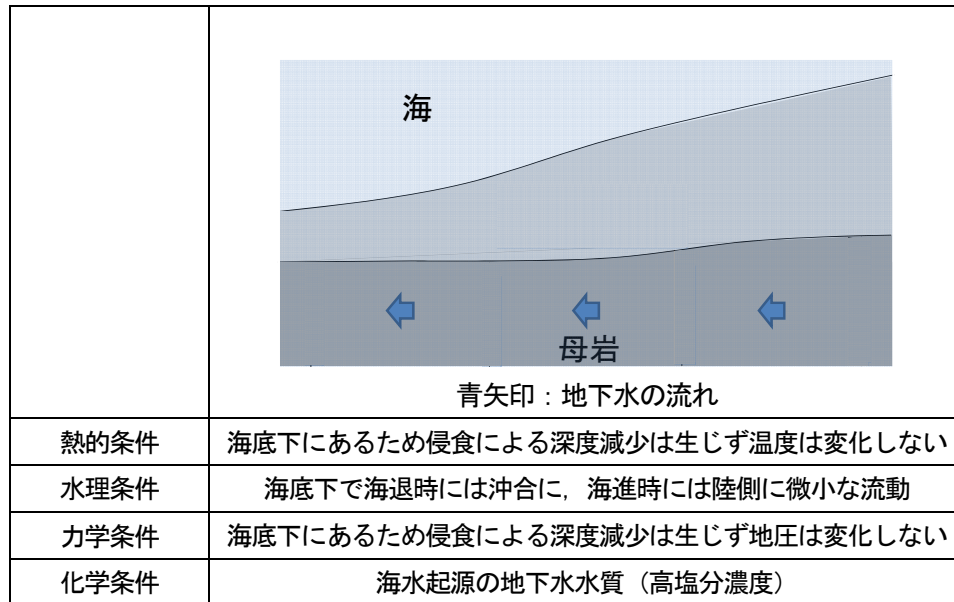 海
母岩
青矢印：地下水の流れ
熱的条件 海底下にあるため侵食による深度減少は生じず温度は変化しない
水理条件 海底下で海退時には沖合に，海進時には陸側に微小な流動
力学条件 海底下にあるため侵食による深度減少は生じず地圧は変化しない
化学条件 海水起源の地下水水質（高塩分濃度）